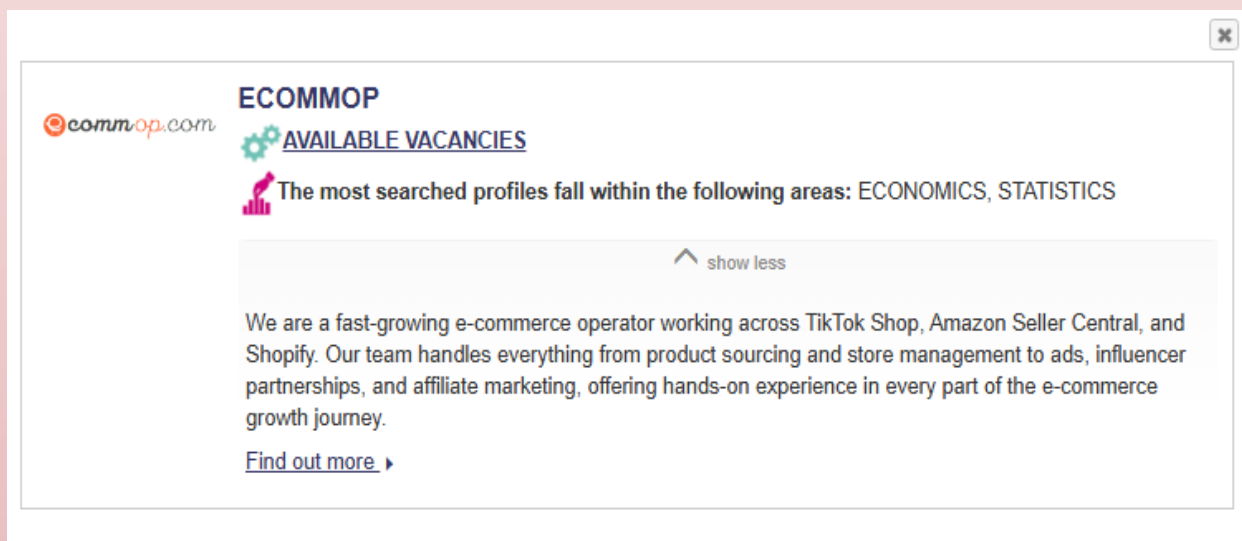 ecommop.com
ECOMMOP
AVAILABLE VACANCIES
The most searched profiles fall within the following areas: ECONOMICS, STATISTICS
show less
We are a fast-growing e-commerce operator working across TikTok Shop, Amazon Seller Central, and
Shopify. Our team handles everything from product sourcing and store management to ads, influencer
partnerships, and affiliate marketing, offering hands-on experience in every part of the e-commerce
growth journey.
Find out more